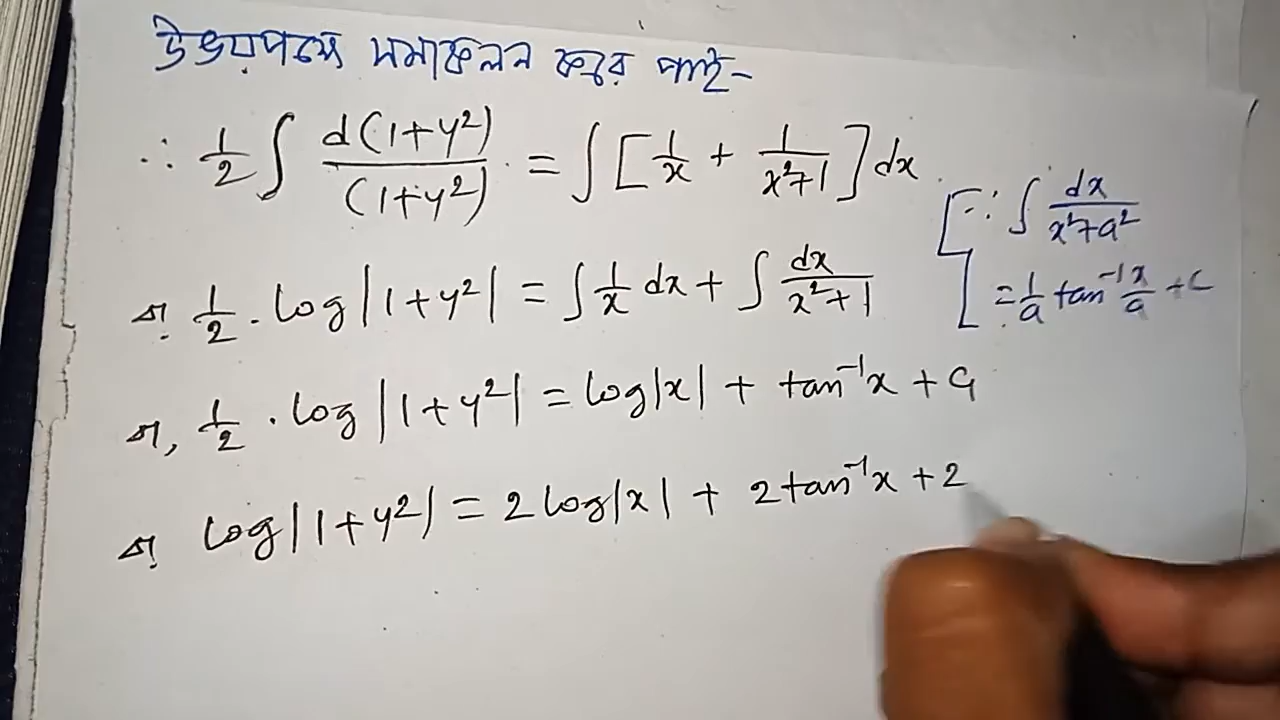 উভয়পক্ষে সমাকলন করে পাই-
∴ 1/2 ∫ d(1+y²)/(1+y²) = ∫ [1/x + 1/(x²+1)] dx
[∵ ∫ dx/(x²+a²)
= 1/a tan⁻¹ x/a + c
বা, 1/2 . log|1+y²| = ∫ 1/x dx + ∫ dx/(x²+1)
বা, 1/2 . log|1+y²| = log|x| + tan⁻¹x + c₁
বা, log|1+y²| = 2log|x| + 2tan⁻¹x + 2